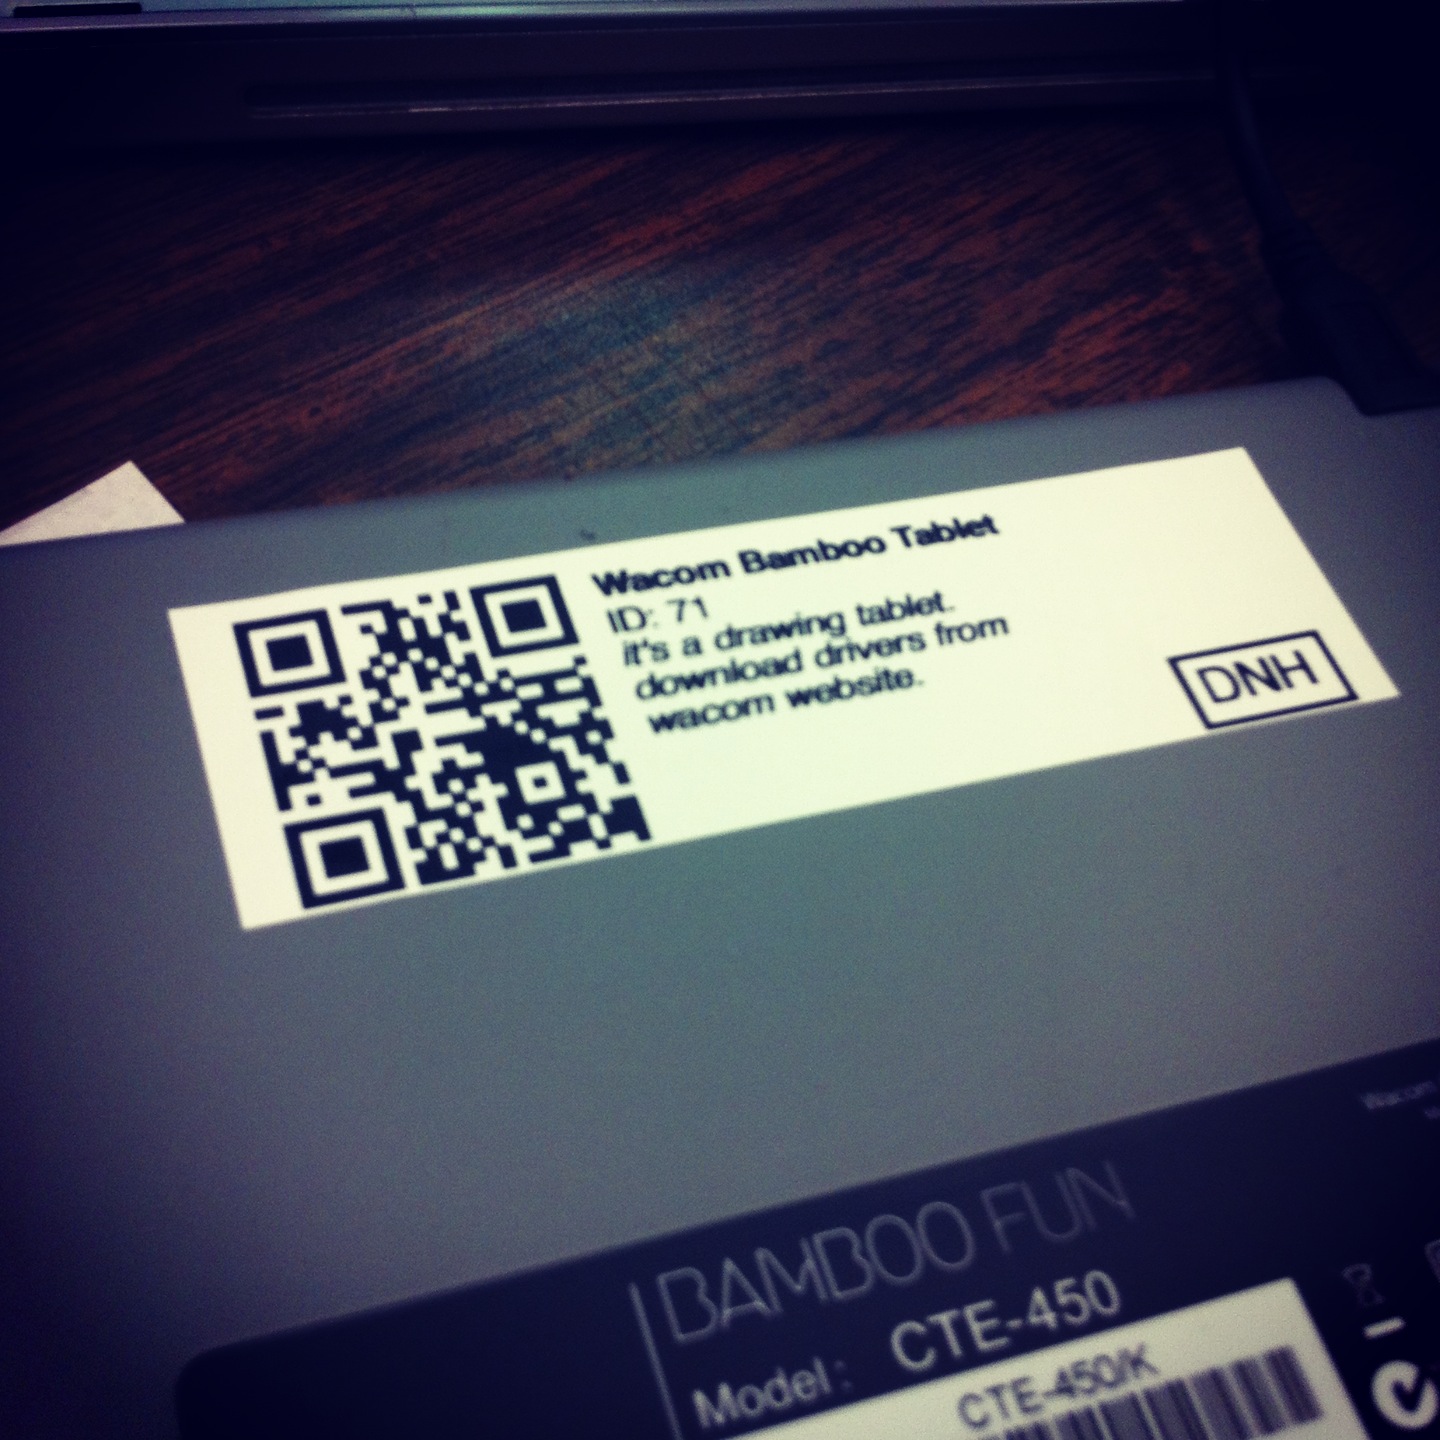 Wacom Bamboo Tablet
ID: 71
it's a drawing tablet.
download drivers from
wacom website.
DNH
Wacom
BAMBOO FUN
Model: CTE-450
CTE-450/K